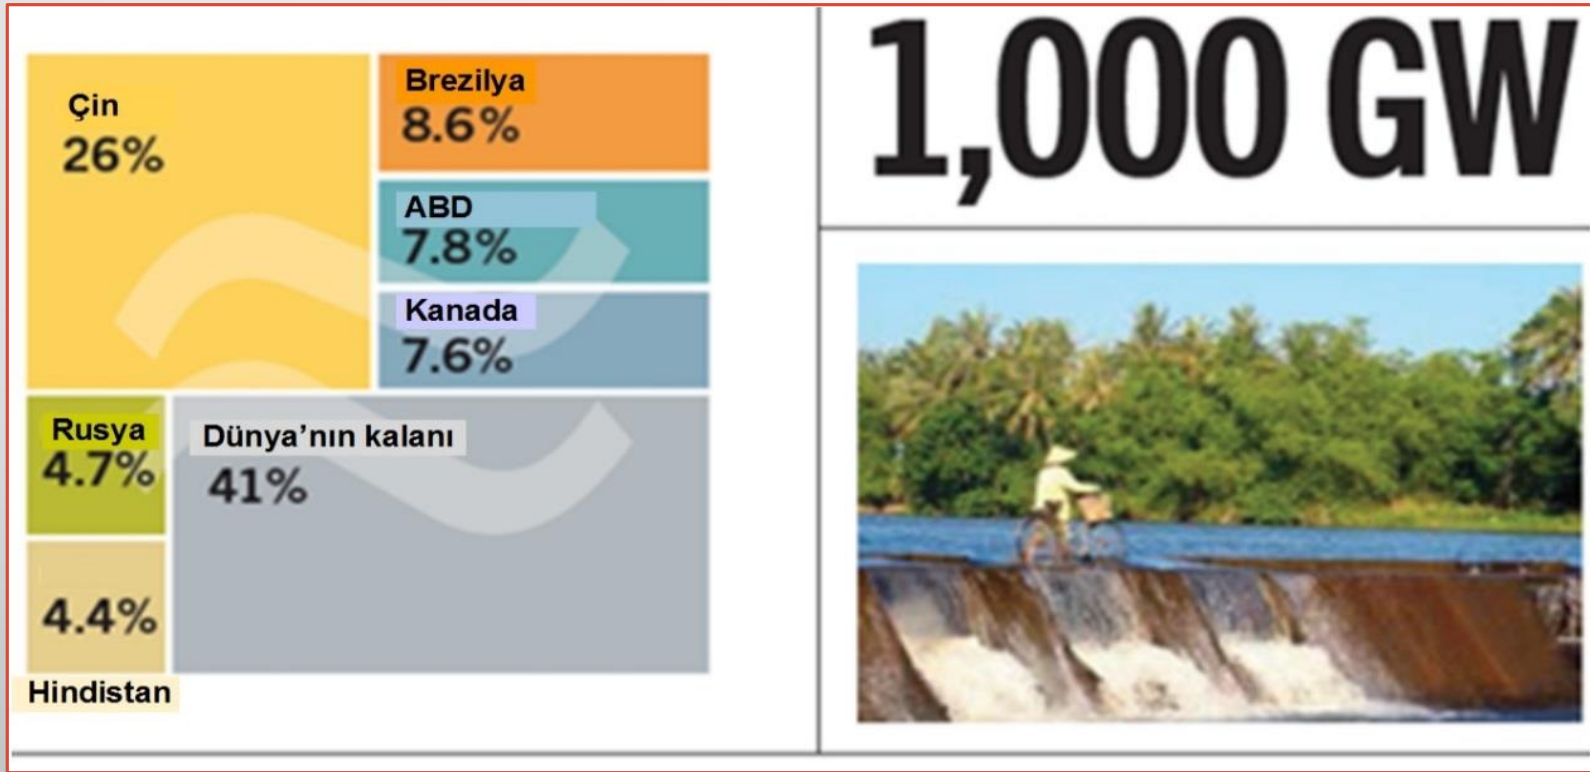 Çin
26%
Brezilya
8.6%
ABD
7.8%
Kanada
7.6%
Rusya
4.7%
Dünya’nın kalanı
41%
4.4%
Hindistan
1,000 GW